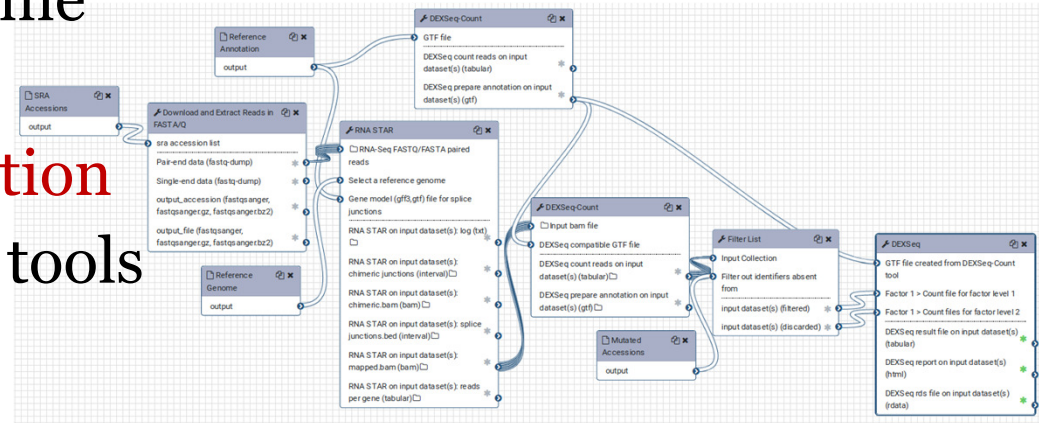 tion
tools
Reference
Annotation
output
DEXSeq-Count
GTF file
DEXSeq count reads on input
dataset(s) (tabular)
DEXSeq prepare annotation on input
dataset(s) (gtf)
SRA
Accessions
output
Download and Extract Reads in
FASTA/Q
sra accession list
Pair-end data (fastq-dump)
Single-end data (fastq-dump)
output_accession (fastqsanger,
fastqsanger.gz, fastqsanger.bz2)
output_file (fastqsanger,
fastqsanger.gz, fastqsanger.bz2)
Reference
Genome
output
RNA STAR
RNA-Seq FASTQ/FASTA paired
reads
Select a reference genome
Gene model (gff3,gtf) file for splice
junctions
RNA STAR on input dataset(s): log (txt)
RNA STAR on input dataset(s):
chimeric junctions (interval)
RNA STAR on input dataset(s):
chimeric.bam (bam)
RNA STAR on input dataset(s): splice
junctions.bed (interval)
RNA STAR on input dataset(s):
mapped.bam (bam)
RNA STAR on input dataset(s): reads
per gene (tabular)
DEXSeq-Count
Input bam file
DEXSeq compatible GTF file
DEXSeq count reads on input
dataset(s) (tabular)
DEXSeq prepare annotation on input
dataset(s) (gtf)
Mutated
Accessions
output
Filter List
Input Collection
Filter out identifiers absent
from
input dataset(s) (filtered)
input dataset(s) (discarded)
DEXSeq
GTF file created from DEXSeq-Count
tool
Factor 1 > Count file for factor level 1
Factor 1 > Count files for factor level 2
DEXSeq result file on input dataset(s)
(tabular)
DEXSeq report on input dataset(s)
(html)
DEXSeq rds file on input dataset(s)
(rdata)